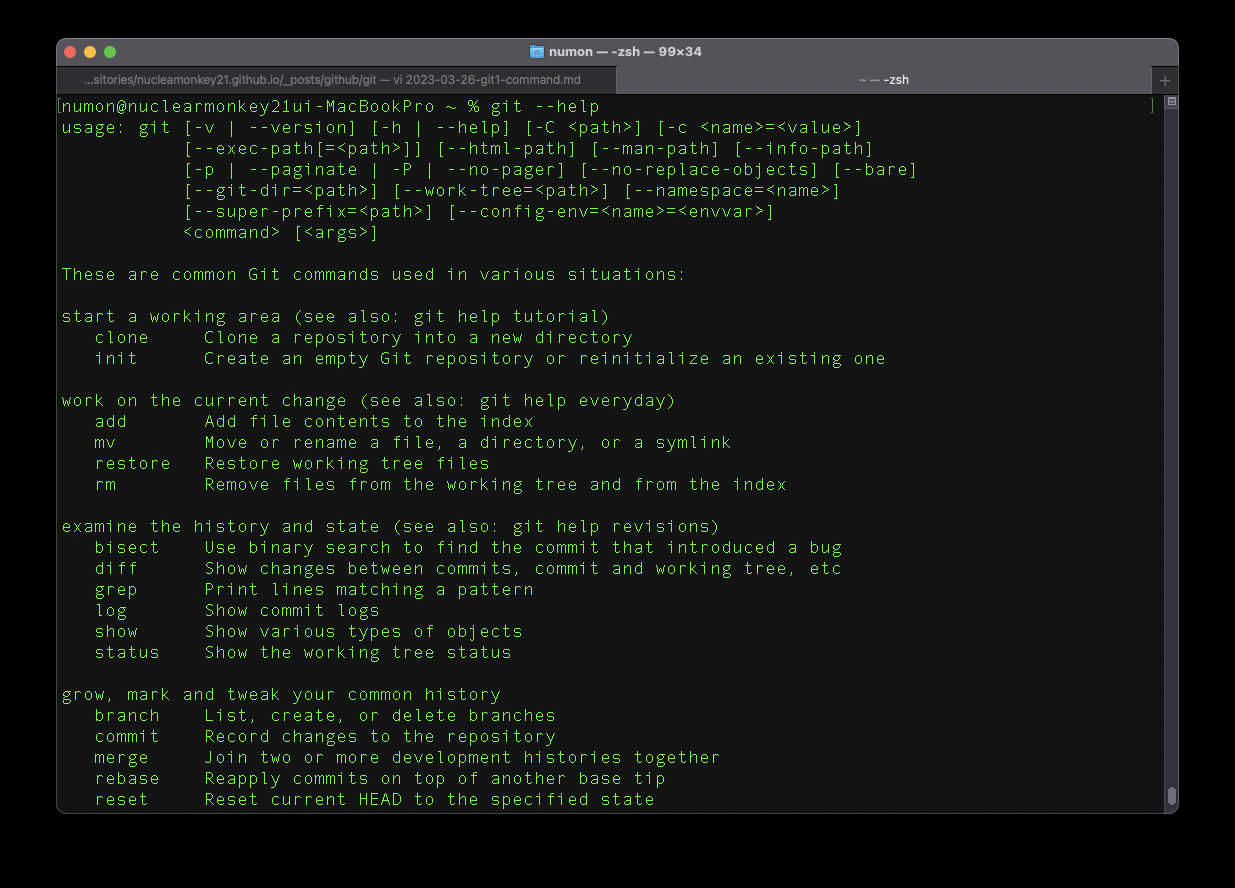 numon — -zsh — 99×34
...sitories/nucleamonkey21.github.io/_posts/github/git — vi 2023-03-26-git1-command.md
~ — -zsh
[numon@nuclearmonkey21ui-MacBookPro ~ % git --help ]
usage: git [-v | --version] [-h | --help] [-C <path>] [-c <name>=<value>]
           [--exec-path[=<path>]] [--html-path] [--man-path] [--info-path]
           [-p | --paginate | -P | --no-pager] [--no-replace-objects] [--bare]
           [--git-dir=<path>] [--work-tree=<path>] [--namespace=<name>]
           [--super-prefix=<path>] [--config-env=<name>=<envvar>]
           <command> [<args>]

These are common Git commands used in various situations:

start a working area (see also: git help tutorial)
   clone     Clone a repository into a new directory
   init      Create an empty Git repository or reinitialize an existing one

work on the current change (see also: git help everyday)
   add       Add file contents to the index
   mv        Move or rename a file, a directory, or a symlink
   restore   Restore working tree files
   rm        Remove files from the working tree and from the index

examine the history and state (see also: git help revisions)
   bisect    Use binary search to find the commit that introduced a bug
   diff      Show changes between commits, commit and working tree, etc
   grep      Print lines matching a pattern
   log       Show commit logs
   show      Show various types of objects
   status    Show the working tree status

grow, mark and tweak your common history
   branch    List, create, or delete branches
   commit    Record changes to the repository
   merge     Join two or more development histories together
   rebase    Reapply commits on top of another base tip
   reset     Reset current HEAD to the specified state